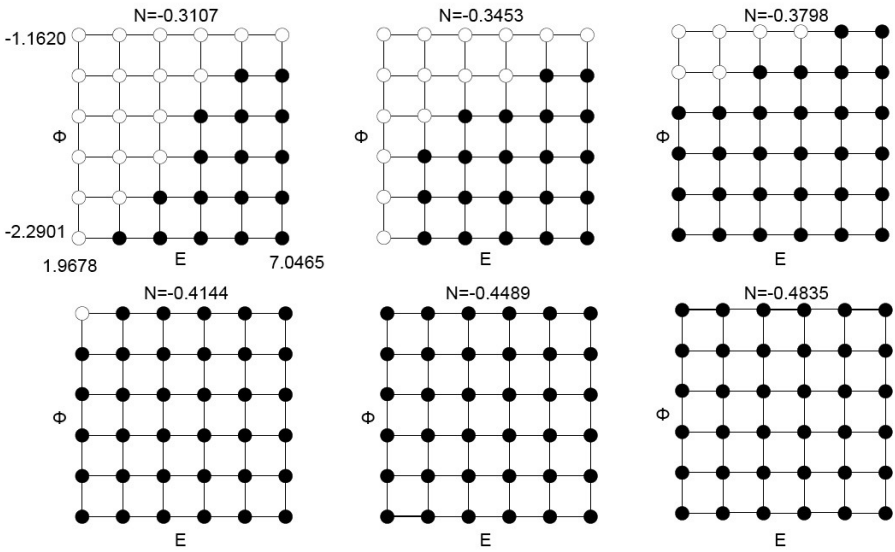 N=-0.3107
N=-0.3453
N=-0.3798
-1.1620
Φ
Φ
Φ
-2.2901
1.9678
E
7.0465
E
E
N=-0.4144
N=-0.4489
N=-0.4835
Φ
Φ
Φ
E
E
E